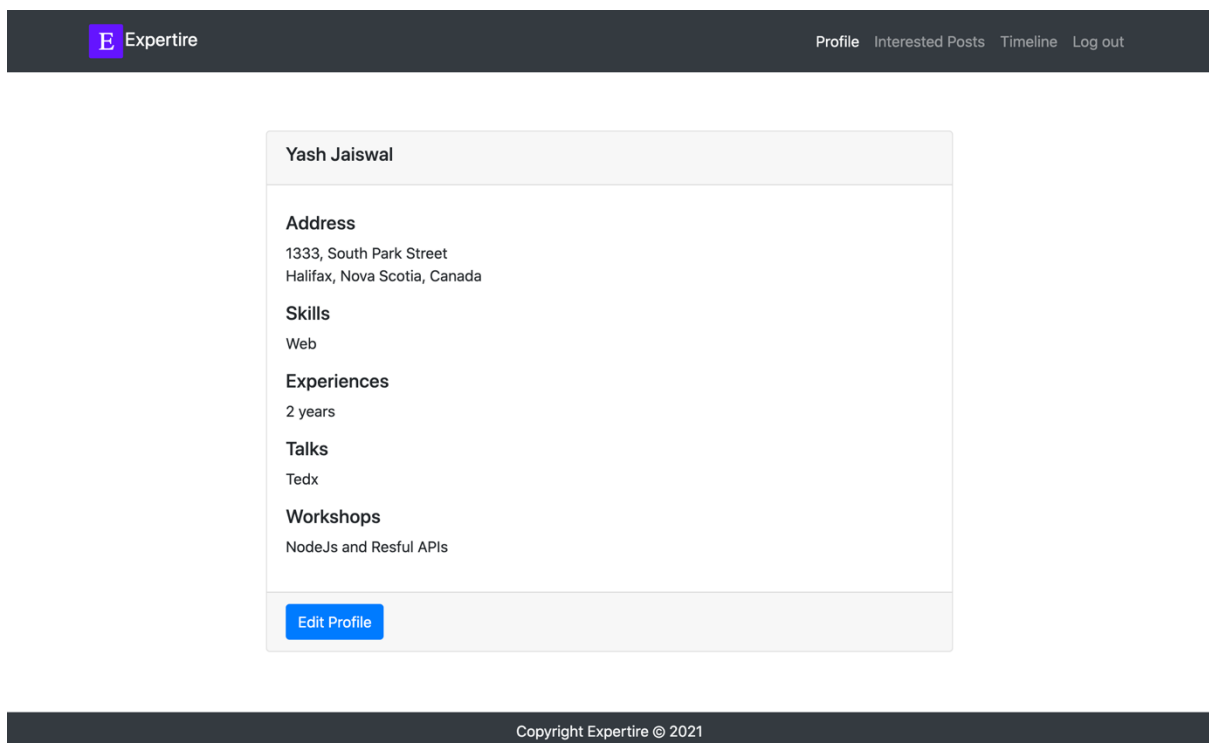 E Expertire
Profile Interested Posts Timeline Log out
Yash Jaiswal
Address
1333, South Park Street
Halifax, Nova Scotia, Canada
Skills
Web
Experiences
2 years
Talks
Tedx
Workshops
NodeJs and Resful APIs
Edit Profile
Copyright Expertire © 2021